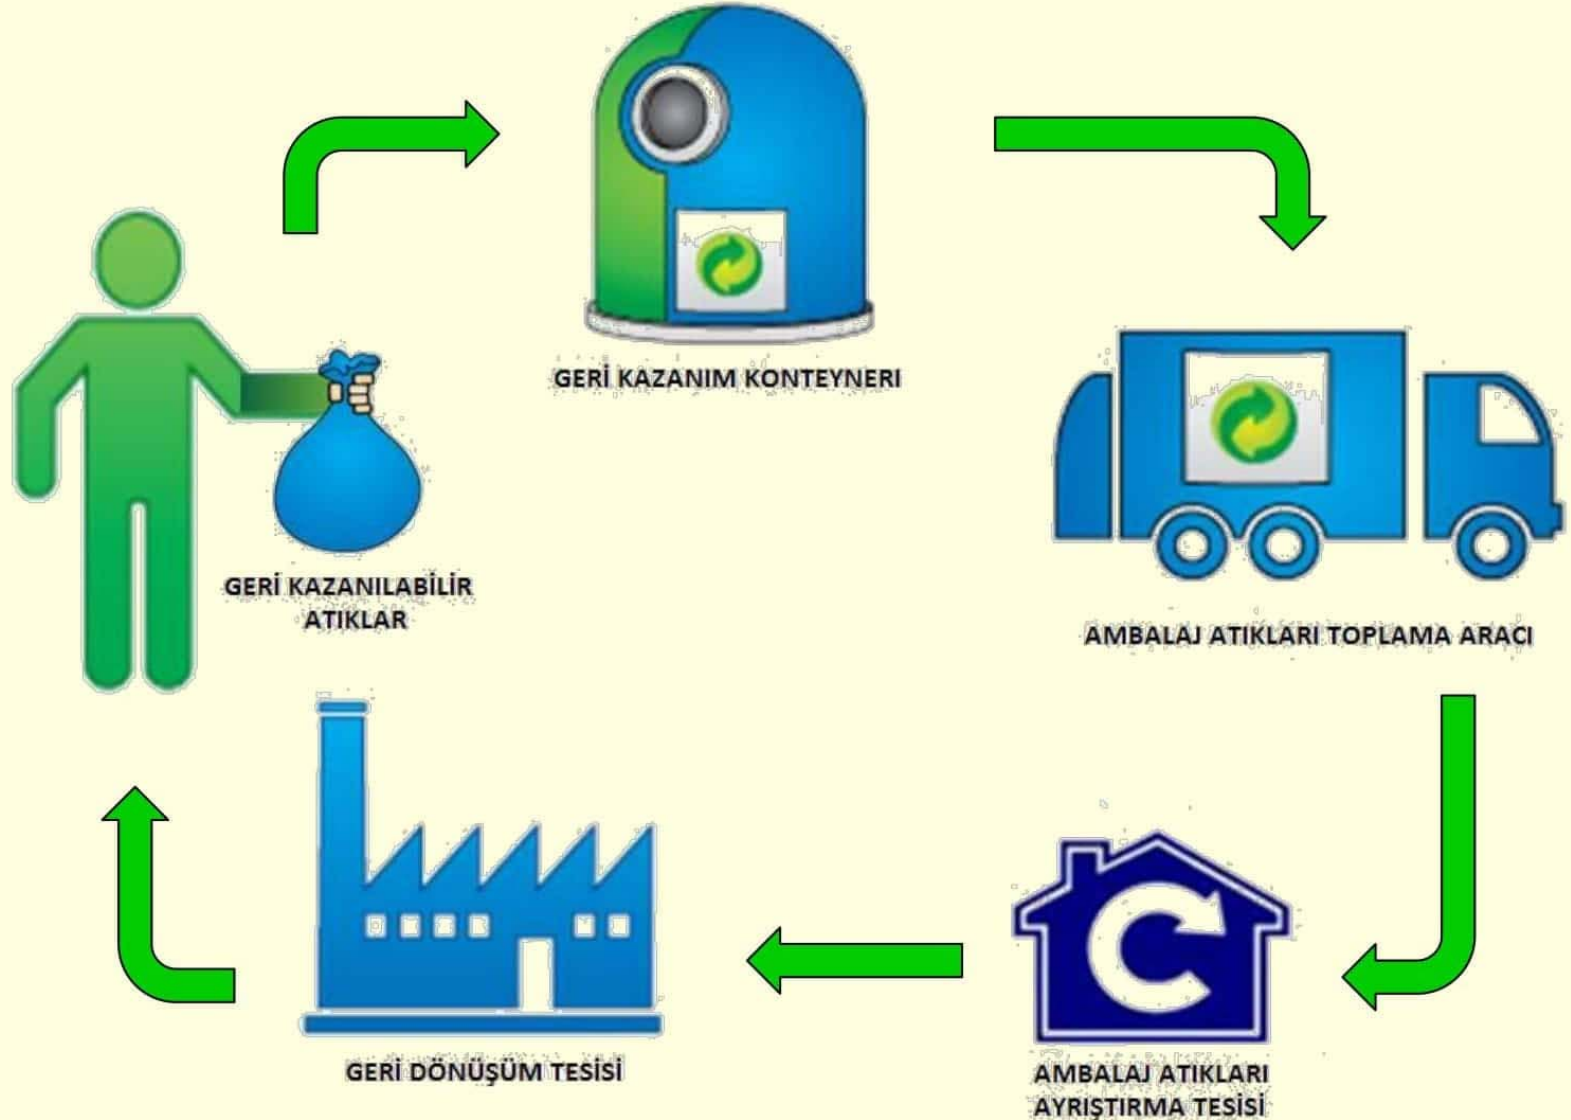 GERİ KAZANIM KONTEYNERI
GERİ KAZANILABİLİR
ATIKLAR
AMBALAJ ATIKLARI TOPLAMA ARACI
GERİ DÖNÜŞÜM TESİSİ
AMBALAJ ATIKLARI
AYRIŞTIRMA TESİSİ